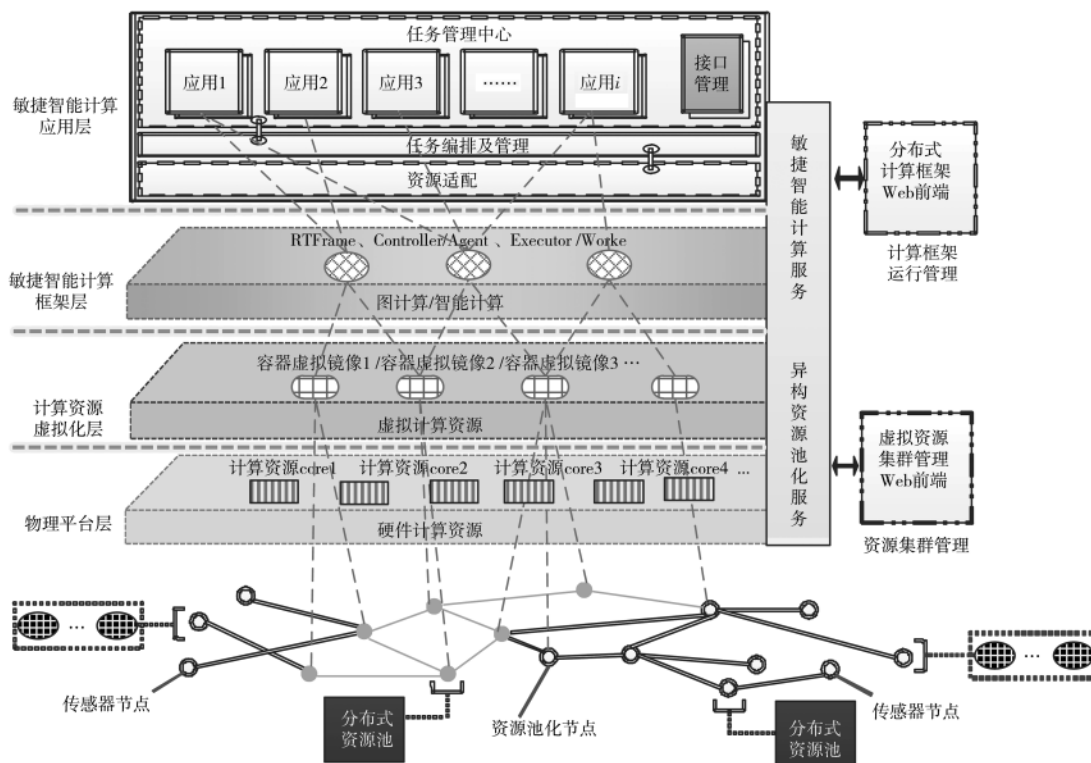 任务管理中心
应用1
应用2
应用3
……
应用i
接口
管理
敏捷智能计算
应用层
任务编排及管理
资源适配
敏捷智能计算服务
分布式
计算框架
Web前端
计算框架
运行管理
RTFrame、Controller/Agent 、Executor /Worke
敏捷智能计算
框架层
图计算/智能计算
容器虚拟镜像1 /容器虚拟镜像2 /容器虚拟镜像3 …
计算资源
虚拟化层
虚拟计算资源
异构资源池化服务
虚拟资源
集群管理
Web前端
资源集群管理
计算资源core1
计算资源core2
计算资源core3
计算资源core4 ...
物理平台层
硬件计算资源
...
...
传感器节点
分布式
资源池
资源池化节点
分布式
资源池
传感器节点